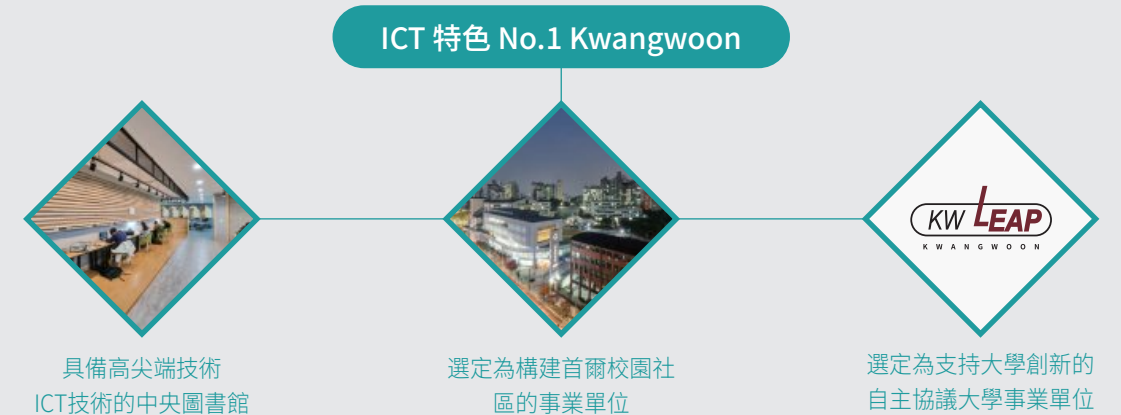 ICT 特色 No.1 Kwangwoon
KW LEAP
KWANGWOON
具備高尖端技術
ICT技術的中央圖書館
選定為構建首爾校園社
區的事業單位
選定為支持大學創新的
自主協議大學事業單位